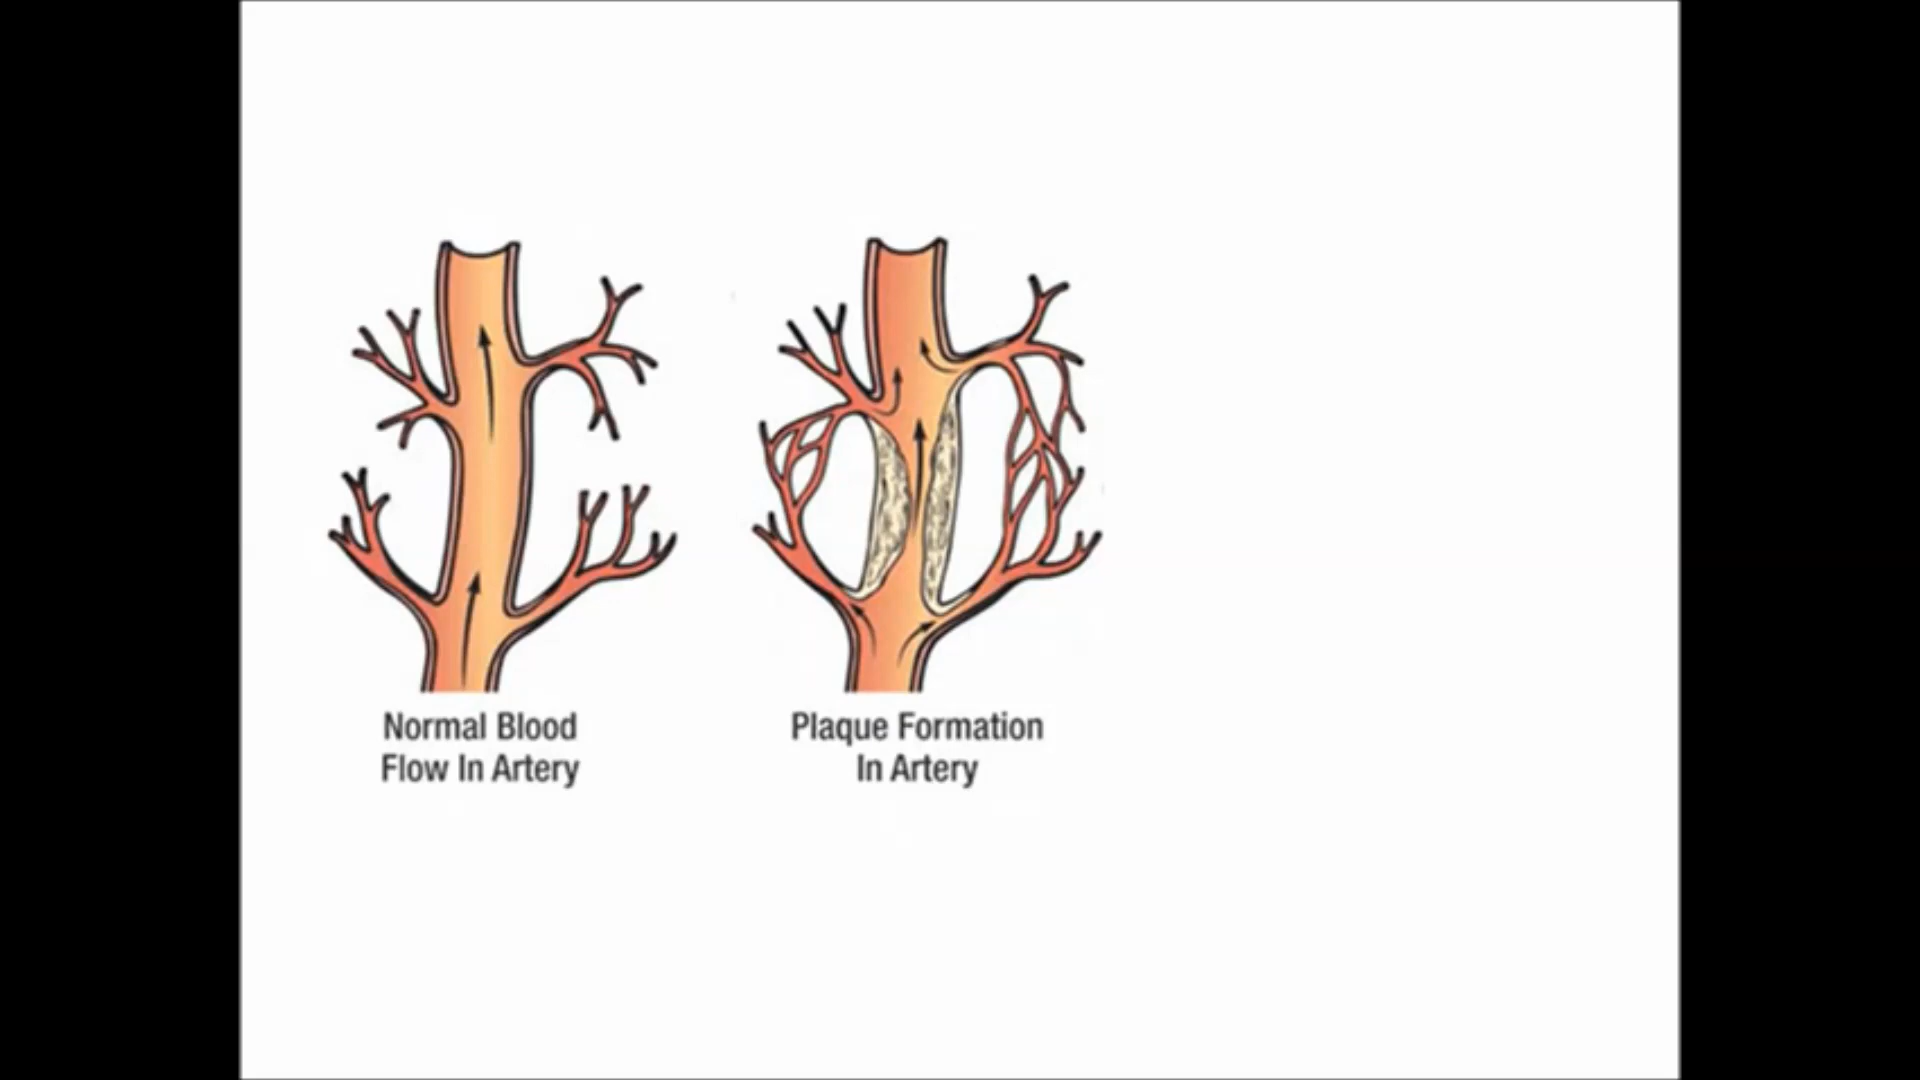 Normal Blood
Flow In Artery
Plaque Formation
In Artery